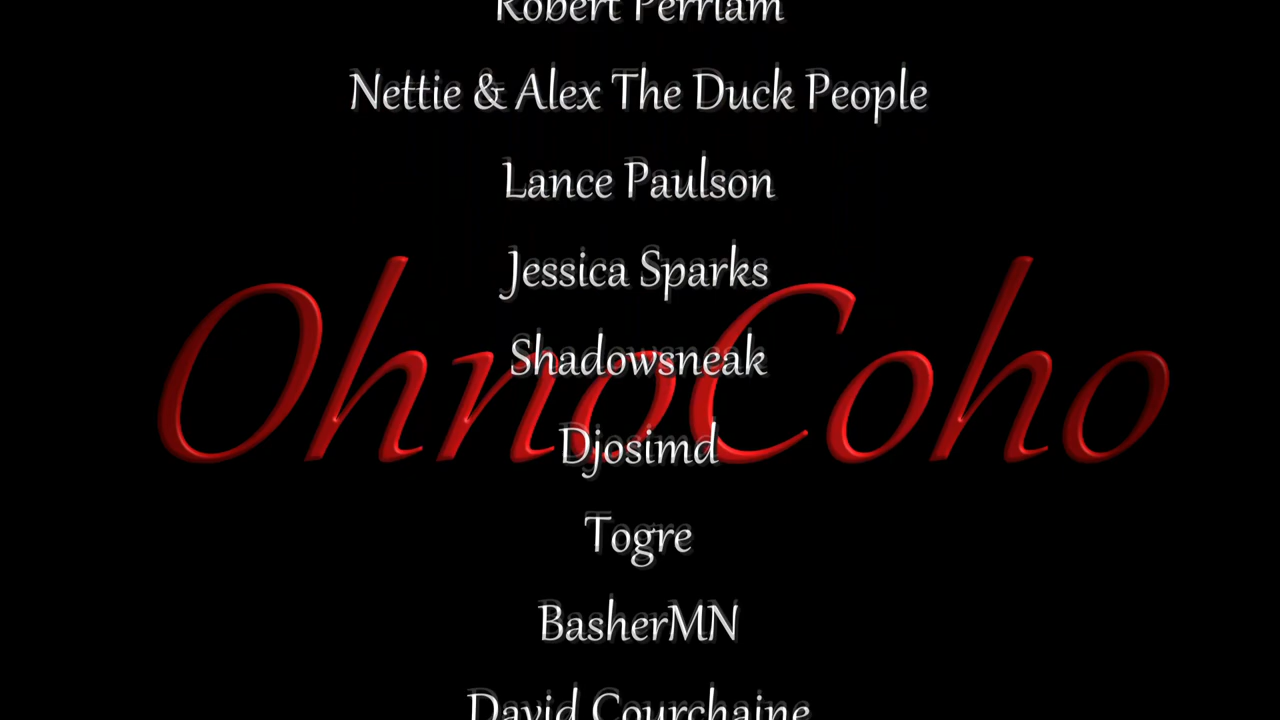 Robert Perriam
Nettie & Alex The Duck People
Lance Paulson
Jessica Sparks
OhnoCoho
Shadowsneak
Djosimd
Togre
BasherMN
David Courchaine